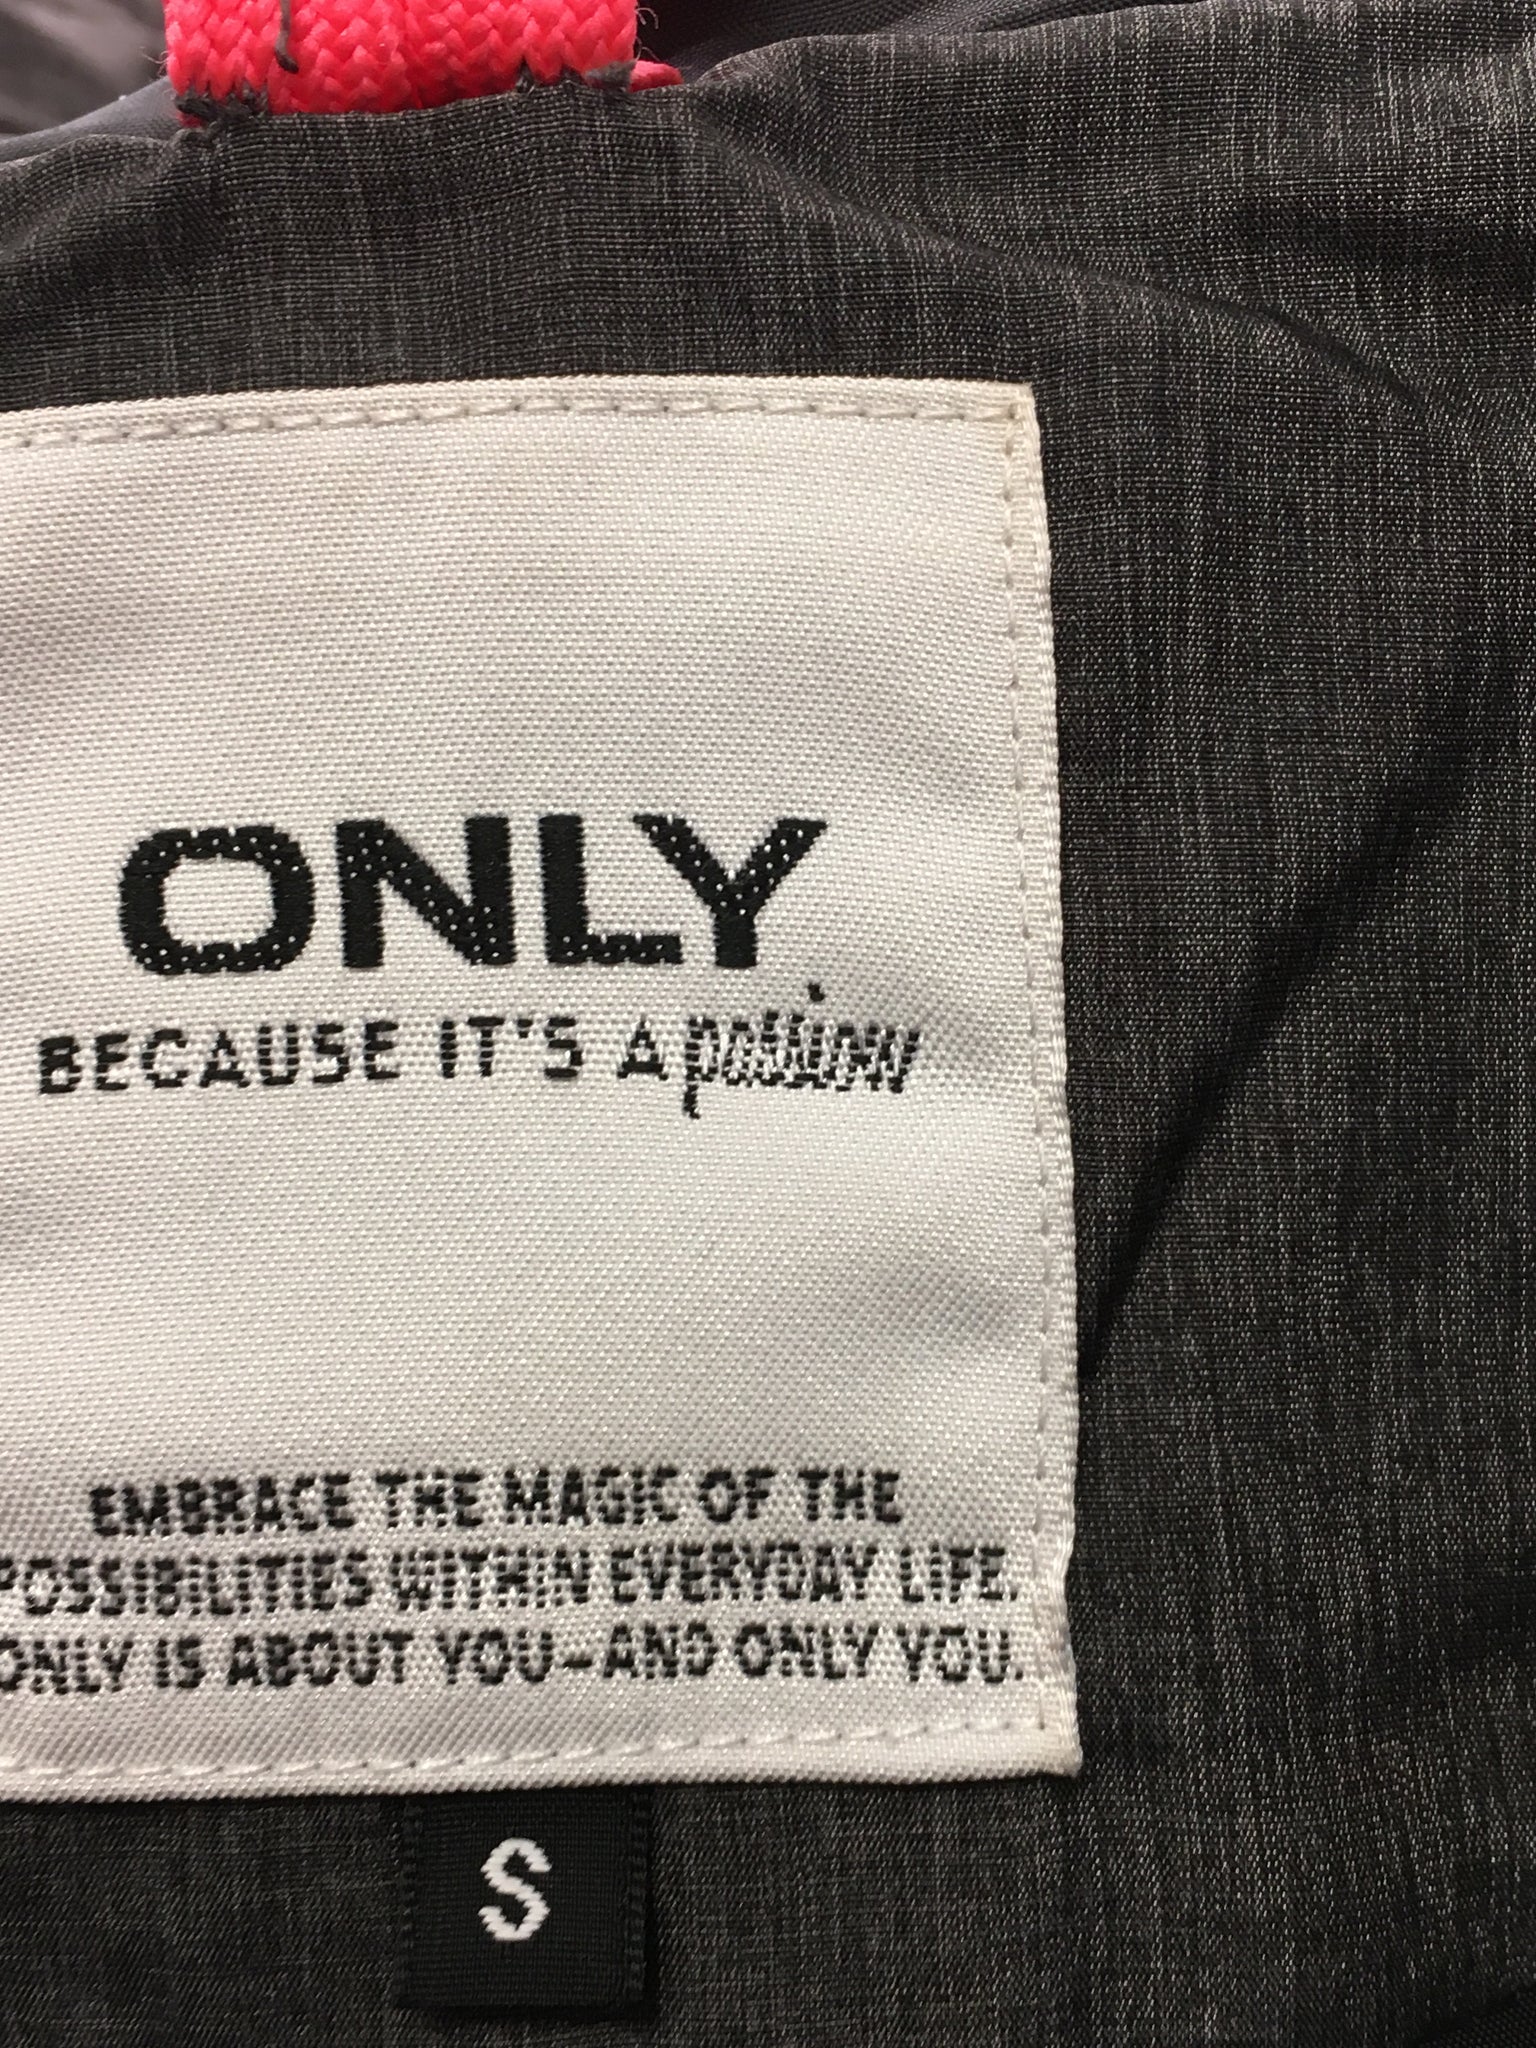 ONLY
BECAUSE IT'S A passion
EMBRACE THE MAGIC OF THE
POSSIBILITIES WITHIN EVERYDAY LIFE.
ONLY IS ABOUT YOU-AND ONLY YOU.
S